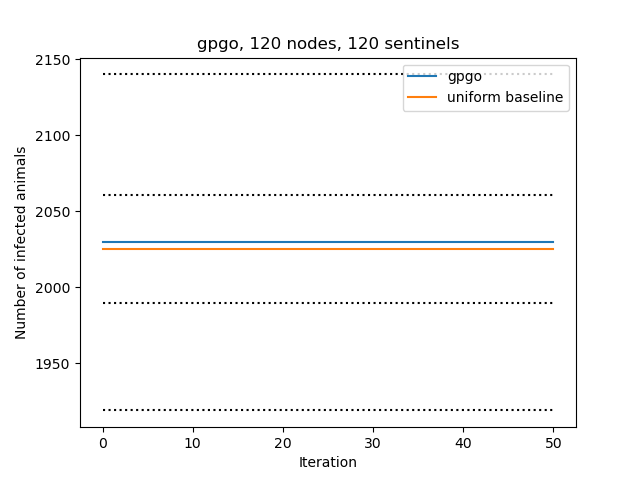 gpgo, 120 nodes, 120 sentinels
gpgo
uniform baseline
Number of infected animals
2150
2100
2050
2000
1950
0 10 20 30 40 50
Iteration